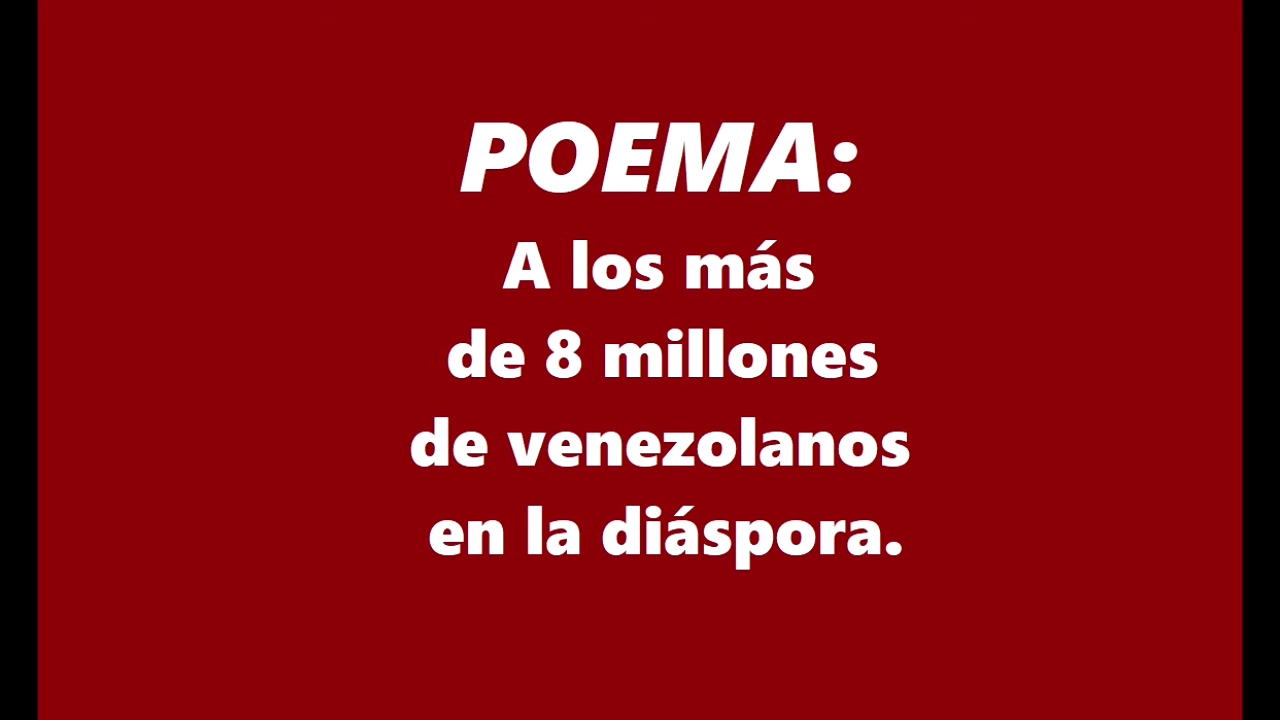 POEMA:
A los más
de 8 millones
de venezolanos
en la diáspora.